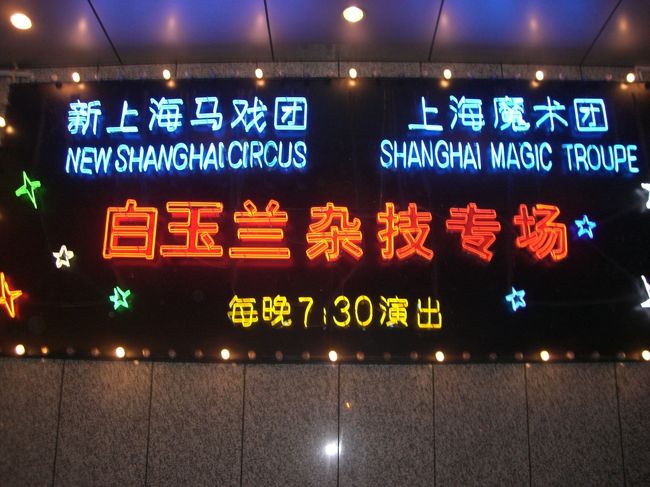 新上海马戏团 上海魔术团
NEW SHANGHAI CIRCUS SHANGHAI MAGIC TROUPE
白玉兰杂技专场
每晚7:30演出